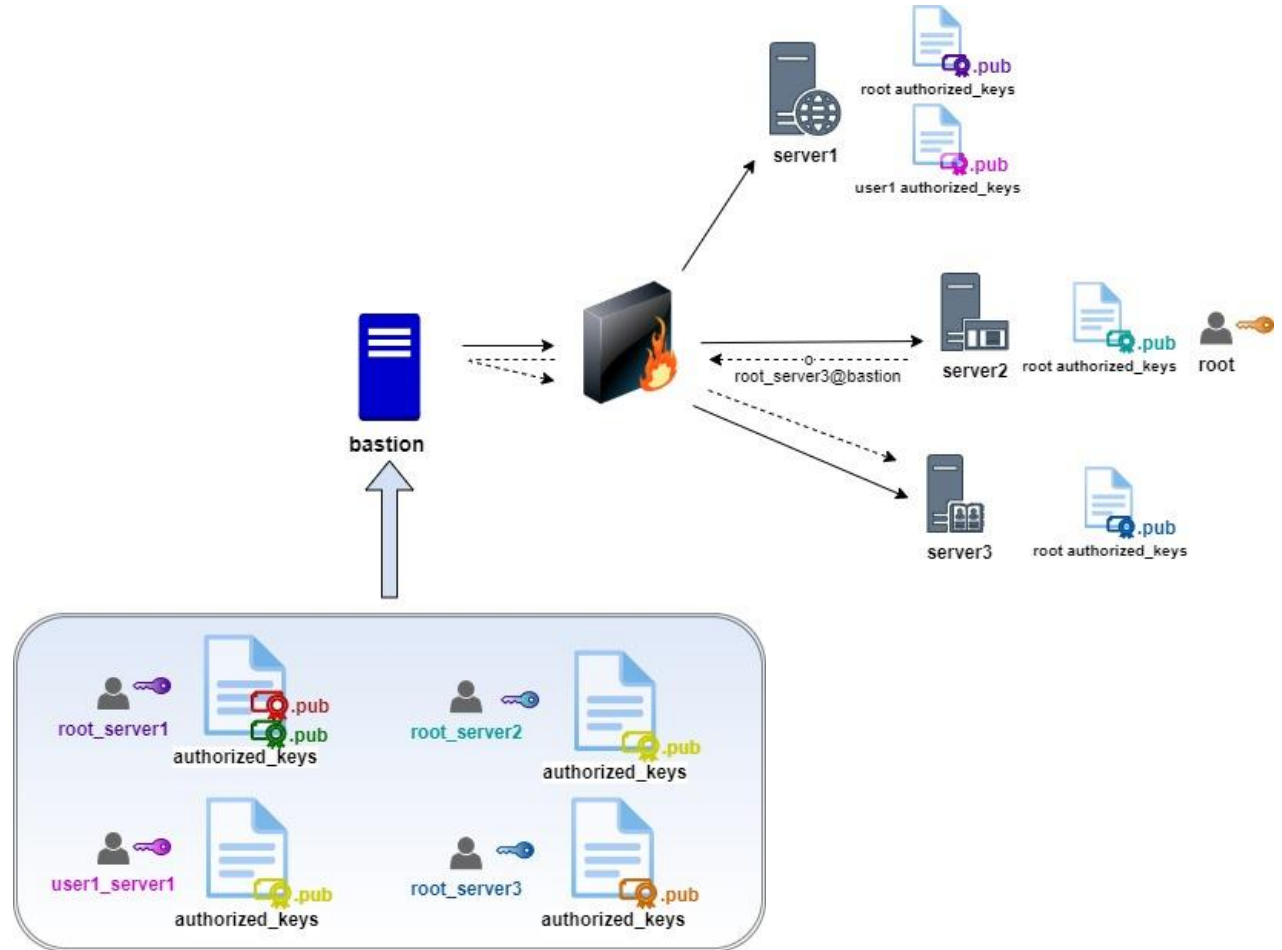 .pub
root authorized_keys
server1
.pub
user1 authorized_keys
bastion
root_server3@bastion
server2
.pub
root authorized_keys
root
server3
.pub
root authorized_keys
root_server1
.pub
.pub
authorized_keys
root_server2
.pub
authorized_keys
user1_server1
.pub
authorized_keys
root_server3
.pub
authorized_keys